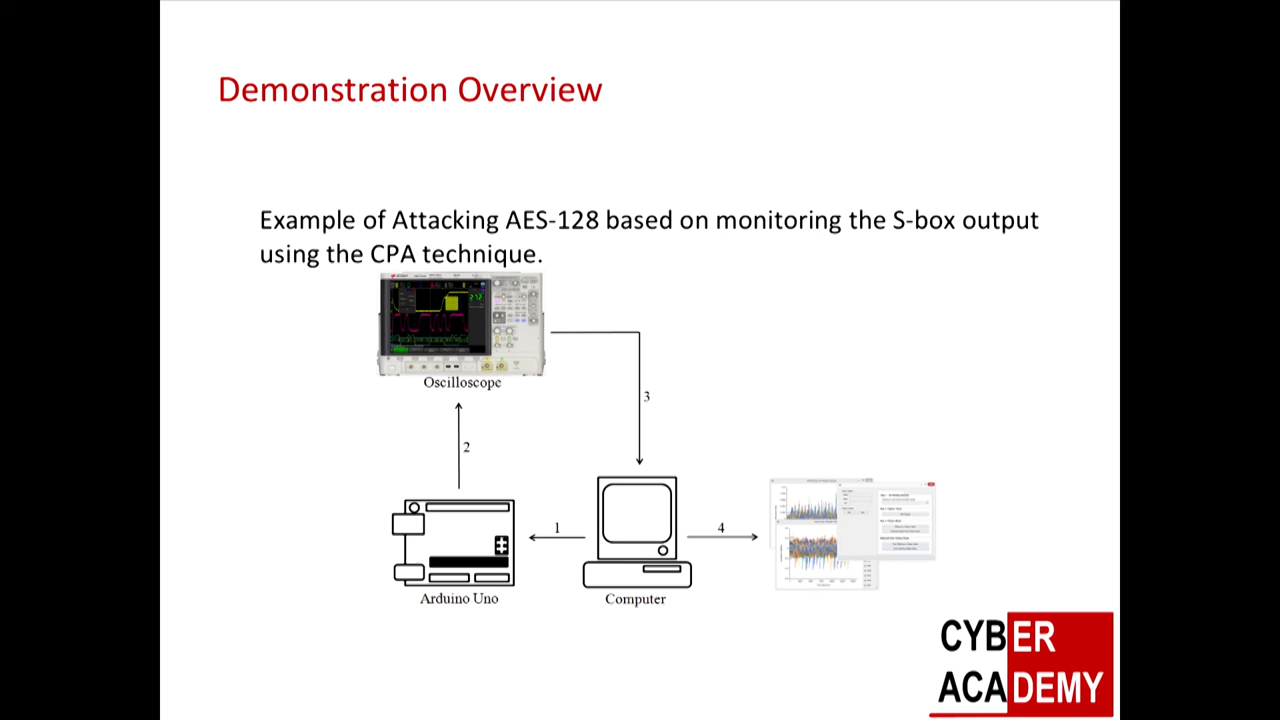 Demonstration Overview
Example of Attacking AES-128 based on monitoring the S-box output
using the CPA technique.
Oscilloscope
3
2
1
4
Arduino Uno
Computer
CYBER
ACADEMY